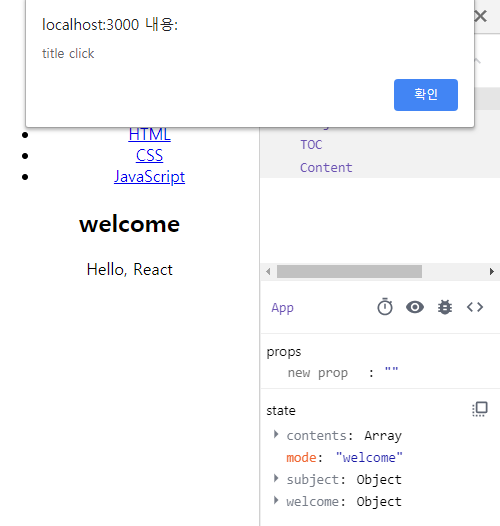 localhost:3000 내용:
title click
확인
HTML
CSS
JavaScript
TOC
Content
welcome
Hello, React
App
props
new prop : ""
state
contents: Array
mode: "welcome"
subject: Object
welcome: Object